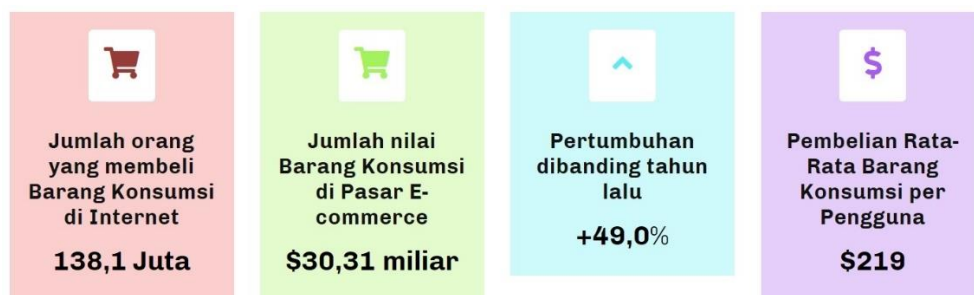 Jumlah orang
yang membeli
Barang Konsumsi
di Internet
138,1 Juta
Jumlah nilai
Barang Konsumsi
di Pasar E-
commerce
$30,31 miliar
Pertumbuhan
dibanding tahun
lalu
+49,0%
$
Pembelian Rata-
Rata Barang
Konsumsi per
Pengguna
$219